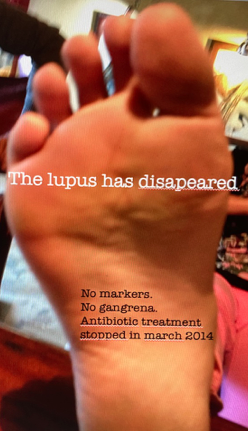 The lupus has disapeared
No markers.
No gangrena.
Antibiotic treatment
stopped in march 2014